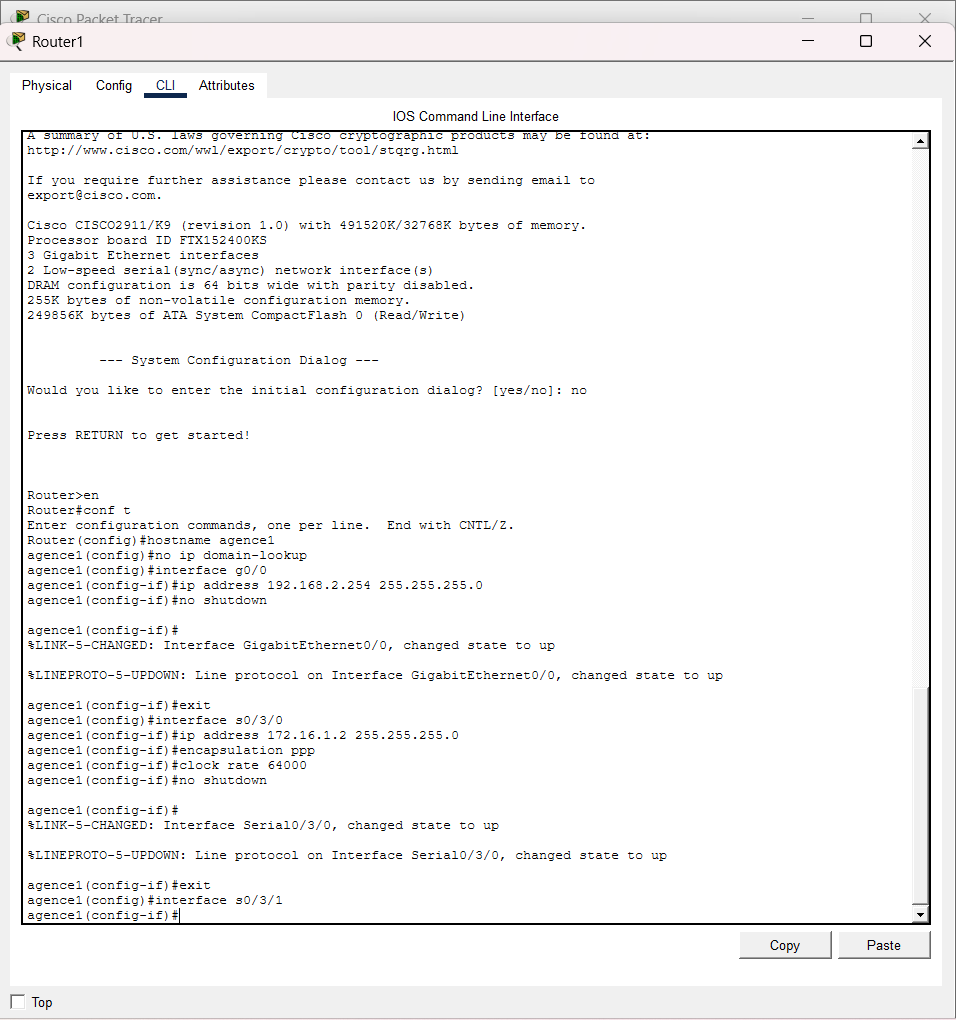 Cisco Packet Tracer
Router1
Physical Config CLI Attributes
IOS Command Line Interface
A summary of U.S. laws governing Cisco cryptographic products may be found at:
http://www.cisco.com/wwl/export/crypto/tool/stqrg.html
If you require further assistance please contact us by sending email to
export@cisco.com.
Cisco CISCO2911/K9 (revision 1.0) with 491520K/32768K bytes of memory.
Processor board ID FTX152400KS
3 Gigabit Ethernet interfaces
2 Low-speed serial(sync/async) network interface(s)
DRAM configuration is 64 bits wide with parity disabled.
255K bytes of non-volatile configuration memory.
249856K bytes of ATA System CompactFlash 0 (Read/Write)
--- System Configuration Dialog ---
Would you like to enter the initial configuration dialog? [yes/no]: no
Press RETURN to get started!
Router>en
Router#conf t
Enter configuration commands, one per line.  End with CNTL/Z.
Router(config)#hostname agence1
agence1(config)#no ip domain-lookup
agence1(config)#interface g0/0
agence1(config-if)#ip address 192.168.2.254 255.255.255.0
agence1(config-if)#no shutdown
agence1(config-if)#
%LINK-5-CHANGED: Interface GigabitEthernet0/0, changed state to up
%LINEPROTO-5-UPDOWN: Line protocol on Interface GigabitEthernet0/0, changed state to up
agence1(config-if)#exit
agence1(config)#interface s0/3/0
agence1(config-if)#ip address 172.16.1.2 255.255.255.0
agence1(config-if)#encapsulation ppp
agence1(config-if)#clock rate 64000
agence1(config-if)#no shutdown
agence1(config-if)#
%LINK-5-CHANGED: Interface Serial0/3/0, changed state to up
%LINEPROTO-5-UPDOWN: Line protocol on Interface Serial0/3/0, changed state to up
agence1(config-if)#exit
agence1(config)#interface s0/3/1
agence1(config-if)#
Copy Paste
Top